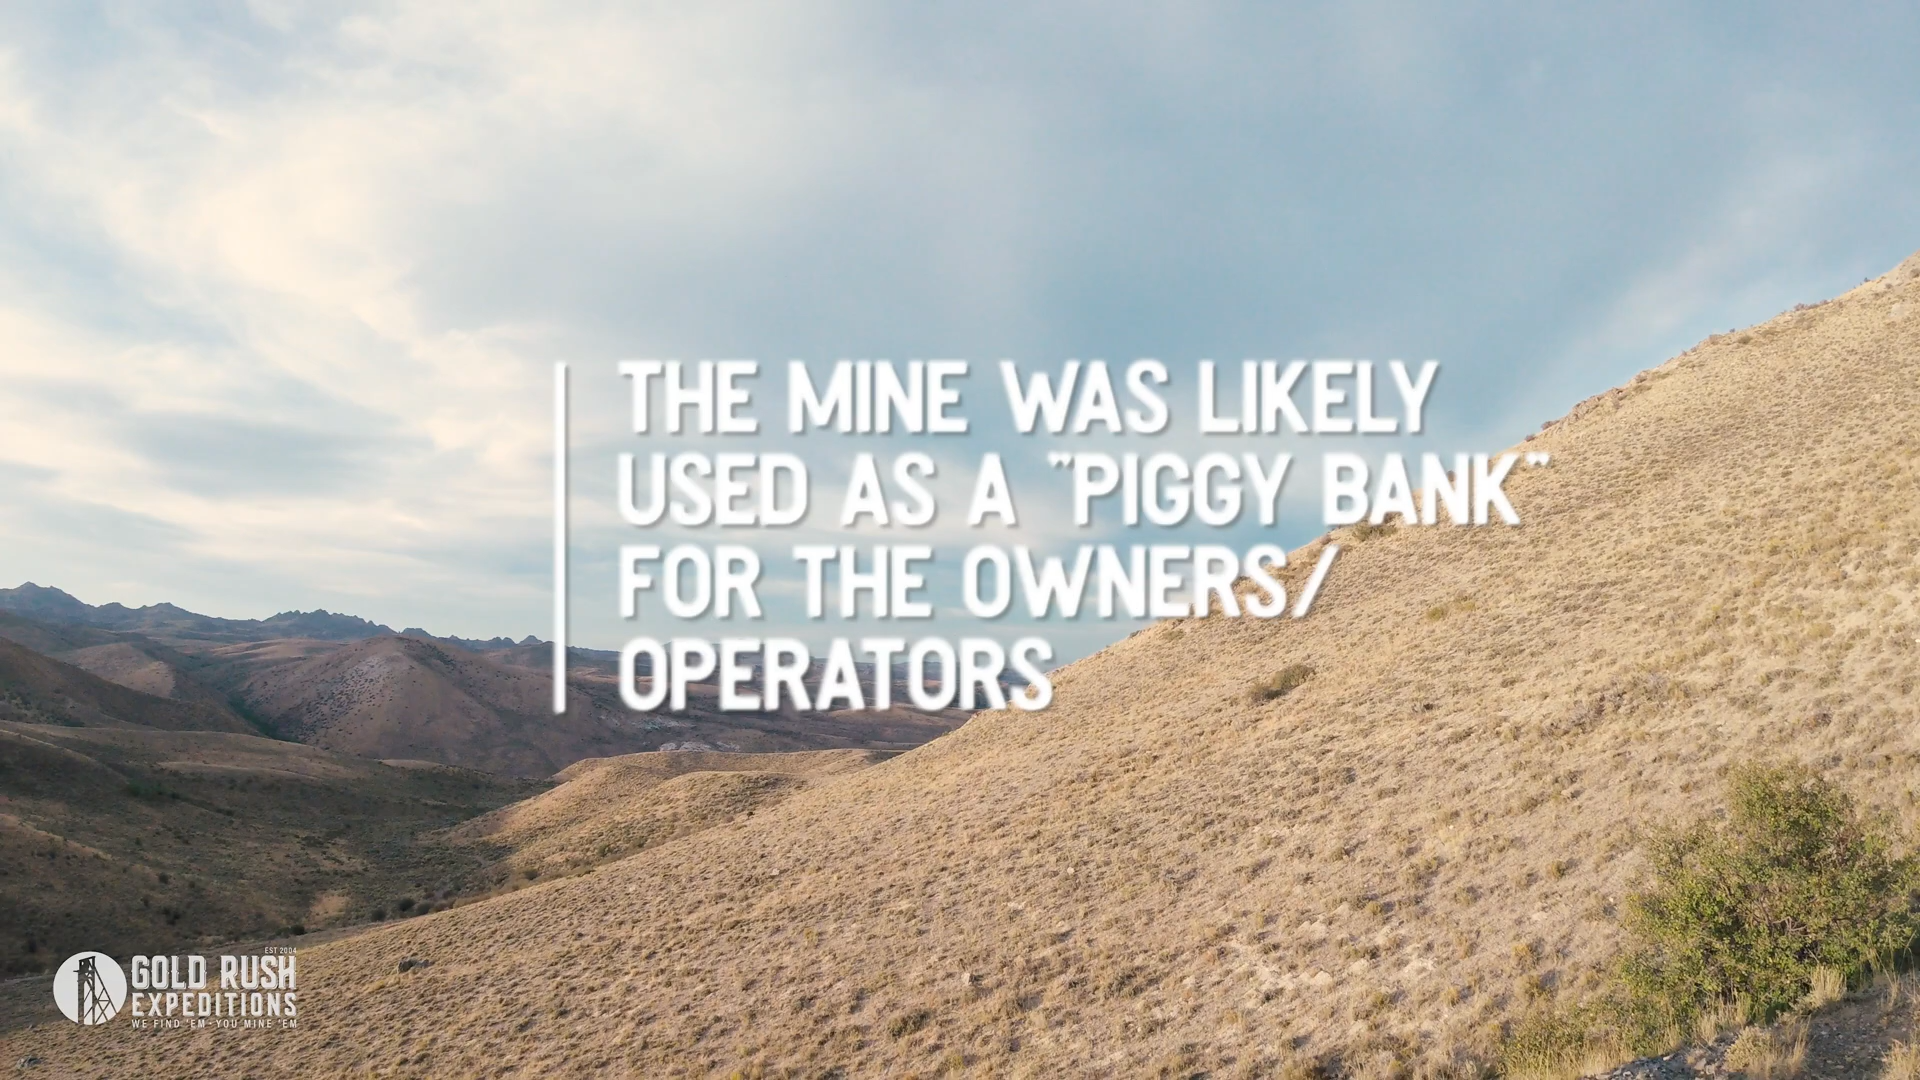 THE MINE WAS LIKELY
USED AS A "PIGGY BANK"
FOR THE OWNERS/
OPERATORS
EST 2004
GOLD RUSH
EXPEDITIONS
WE FIND 'EM - YOU MINE 'EM